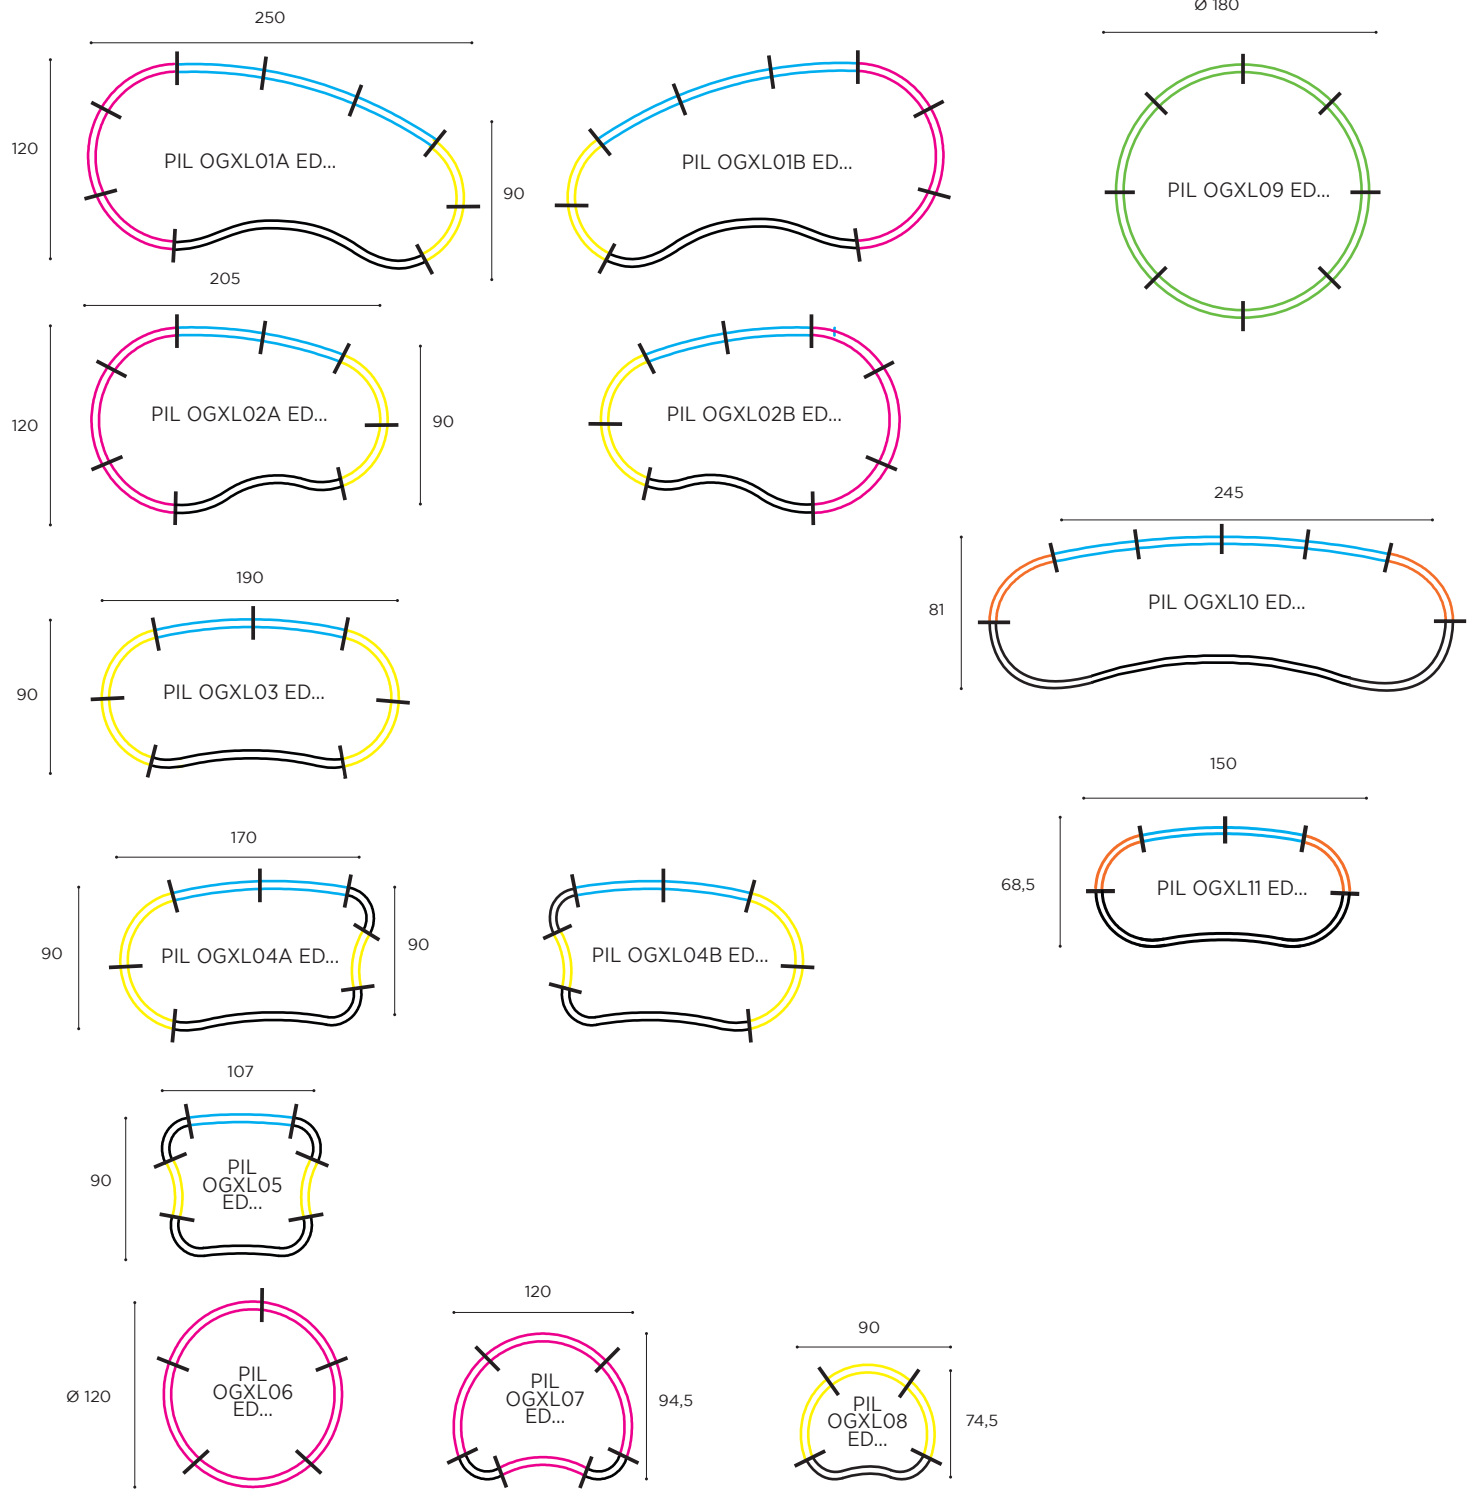 250
Ø 180
120
PIL OGXL01A ED...
90
PIL OGXL01B ED...
PIL OGXL09 ED...
205
120
PIL OGXL02A ED...
90
PIL OGXL02B ED...
245
81
PIL OGXL10 ED...
190
90
PIL OGXL03 ED...
150
68,5
PIL OGXL11 ED...
170
90
PIL OGXL04A ED...
90
PIL OGXL04B ED...
107
90
PIL
OGXL05
ED...
Ø 120
PIL
OGXL06
ED...
120
PIL
OGXL07
ED...
94,5
90
PIL
OGXL08
ED...
74,5